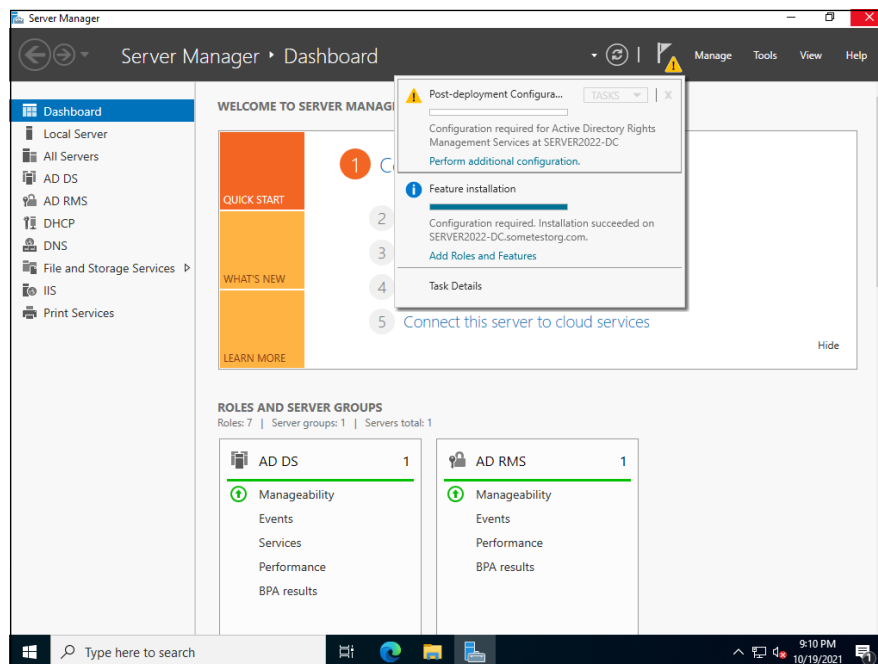 Server Manager
Server Manager • Dashboard
Manage Tools View Help
Dashboard
Local Server
All Servers
AD DS
AD RMS
DHCP
DNS
File and Storage Services
IIS
Print Services
WELCOME TO SERVER MANAG
QUICK START
WHAT'S NEW
LEARN MORE
1 Co
2
3
4
5 Connect this server to cloud services
Hide
Post-deployment Configura... TASKS X
Configuration required for Active Directory Rights
Management Services at SERVER2022-DC
Perform additional configuration.
Feature installation
Configuration required. Installation succeeded on
SERVER2022-DC.sometestorg.com.
Add Roles and Features
Task Details
ROLES AND SERVER GROUPS
Roles: 7 | Server groups: 1 | Servers total: 1
AD DS 1
Manageability
Events
Services
Performance
BPA results
AD RMS 1
Manageability
Events
Performance
BPA results
Type here to search
9:10 PM
10/19/2021
1